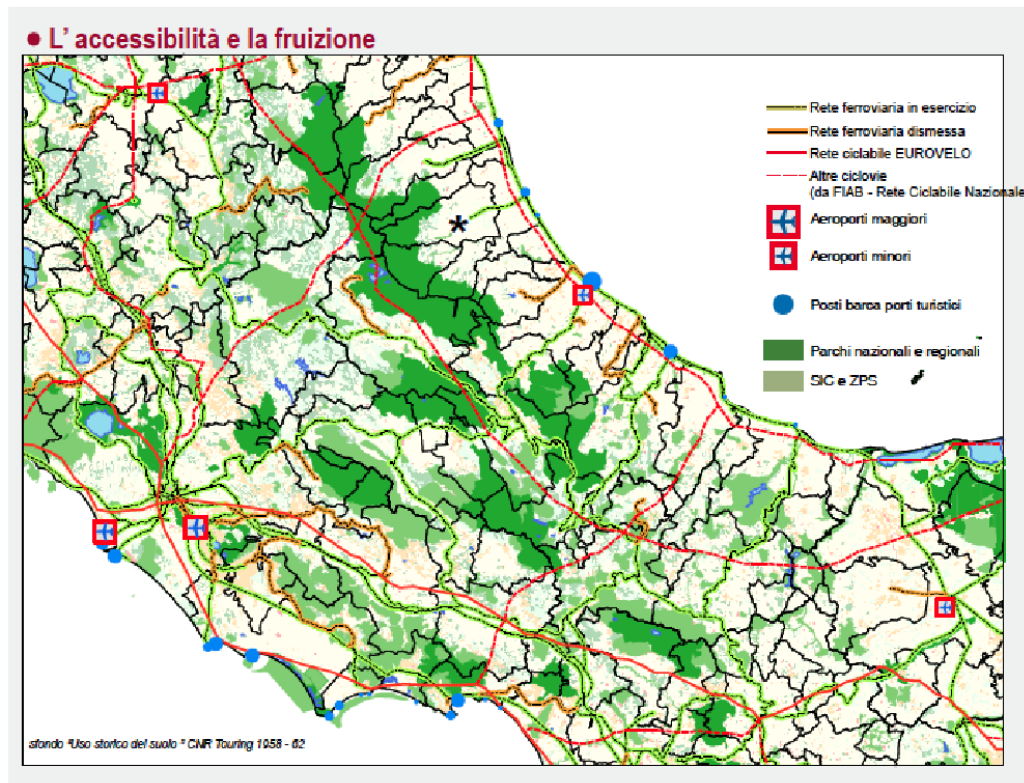 L' accessibilità e la fruizione
Rete ferroviaria in esercizio
Rete ferroviaria dismessa
Rete ciclabile EUROVELO
Altre ciclovie
(da FIAB - Rete Ciclabile Nazionale
Aeroporti maggiori
Aeroporti minori
Posti barca porti turistici
Parchi nazionali e regionali
SIC e ZPS
sfondo "Uso storico del suolo " CNR Touring 1958 - 62